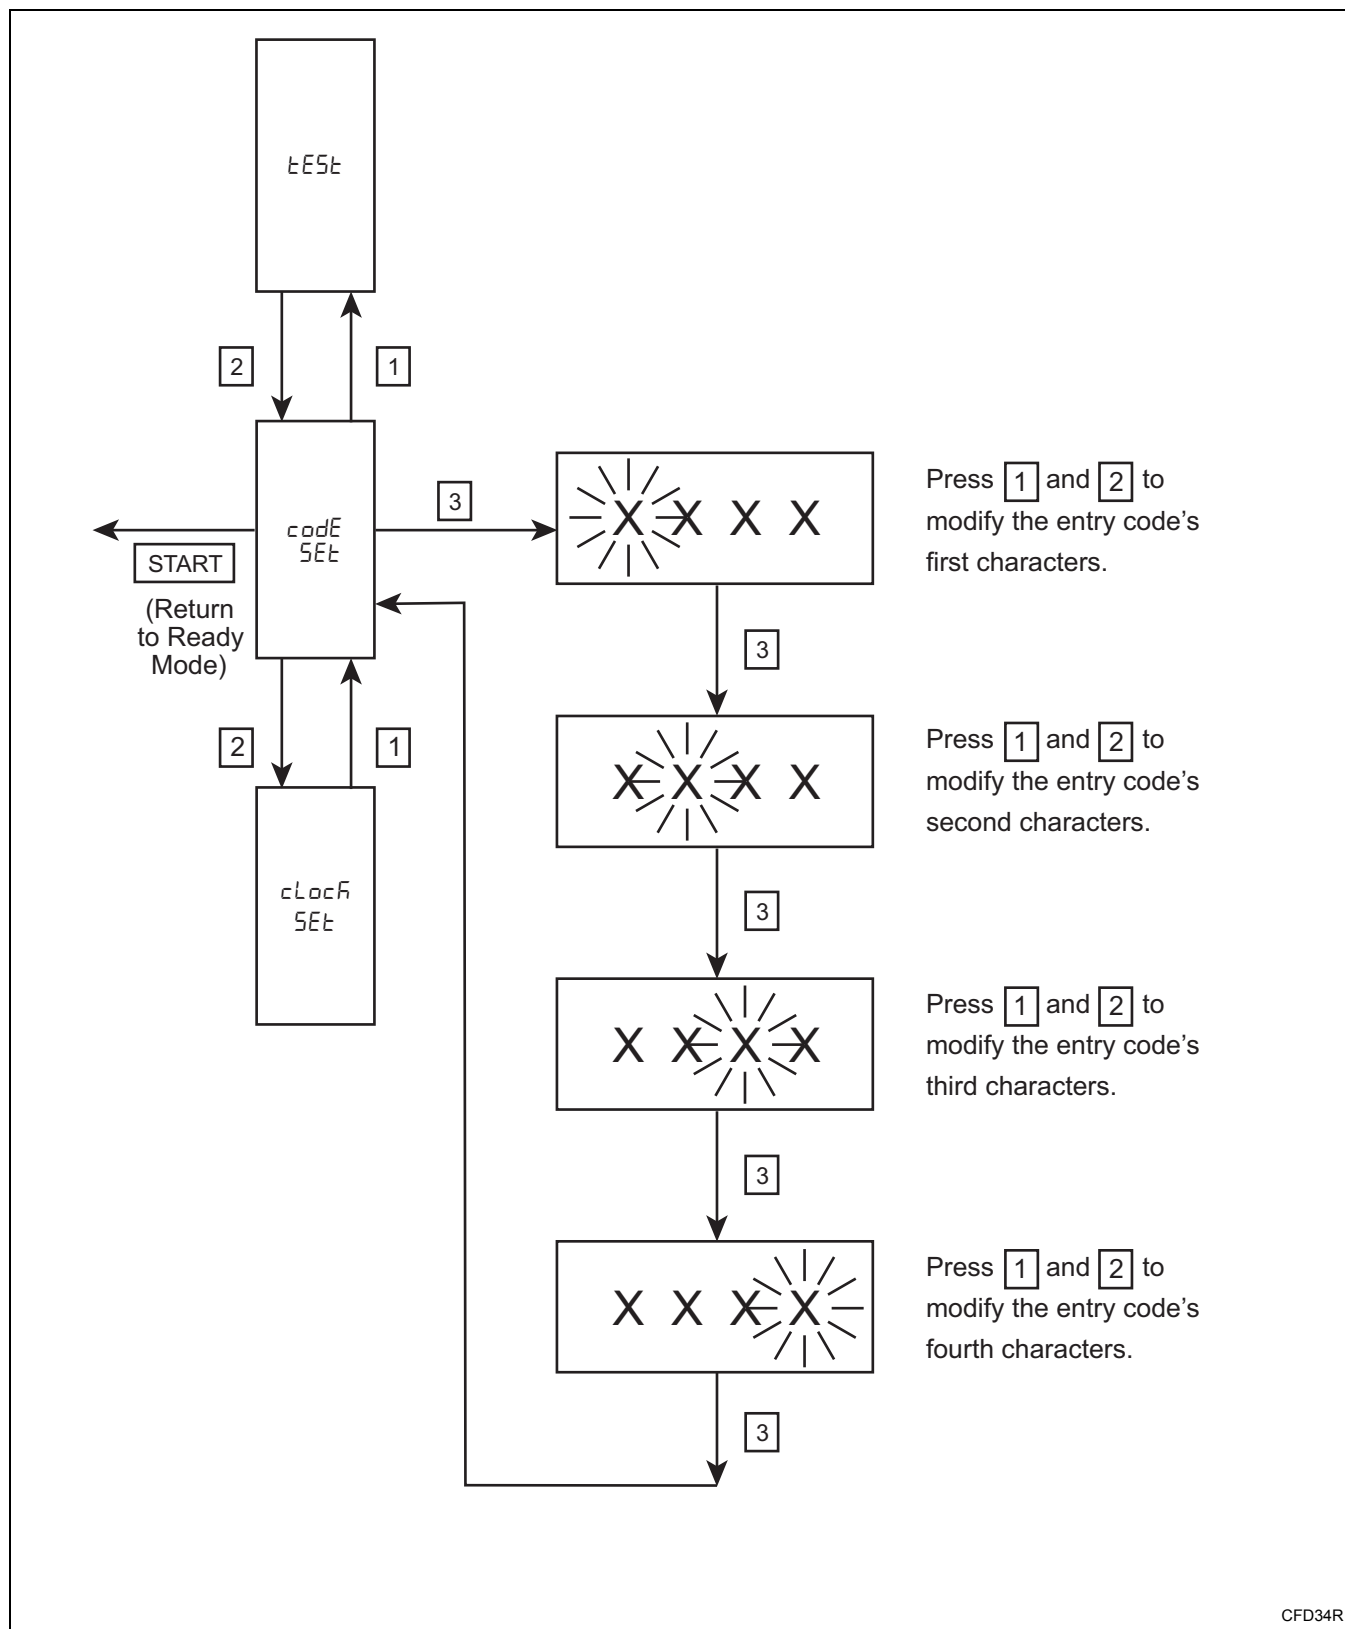 tESt
2
1
codE
SEt
START
(Return
to Ready
Mode)
3
X X X X
Press 1 and 2 to
modify the entry code's
first characters.
3
X X X X
Press 1 and 2 to
modify the entry code's
second characters.
2
1
cLocK
SEt
3
X X X X
Press 1 and 2 to
modify the entry code's
third characters.
3
X X X X
Press 1 and 2 to
modify the entry code's
fourth characters.
3
CFD34R